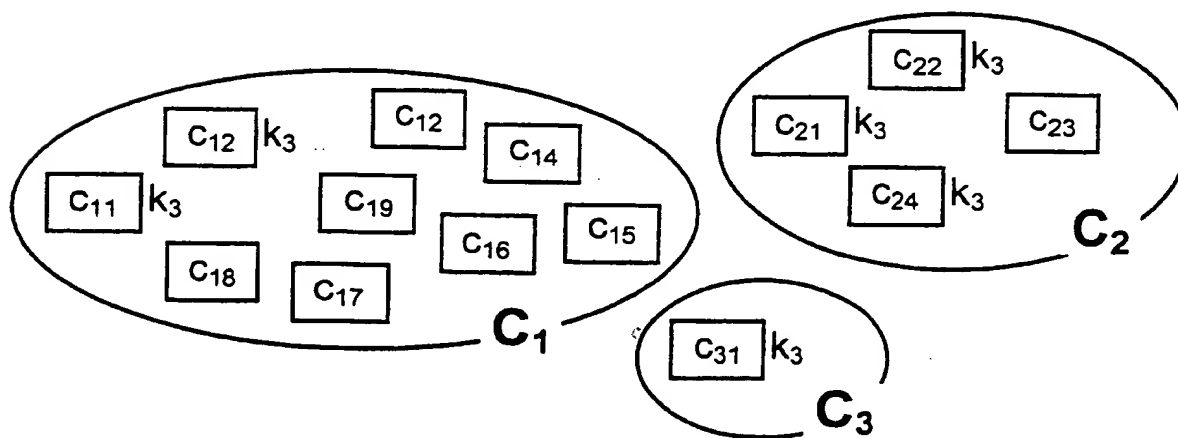 c₂₂ k₃
c₁₂ k₃
c₁₂
c₂₁ k₃
c₂₃
c₁₄
c₁₁ k₃
c₁₉
c₂₄ k₃
c₁₆
c₁₅
C₂
c₁₈
c₁₇
C₁
c₃₁ k₃
C₃